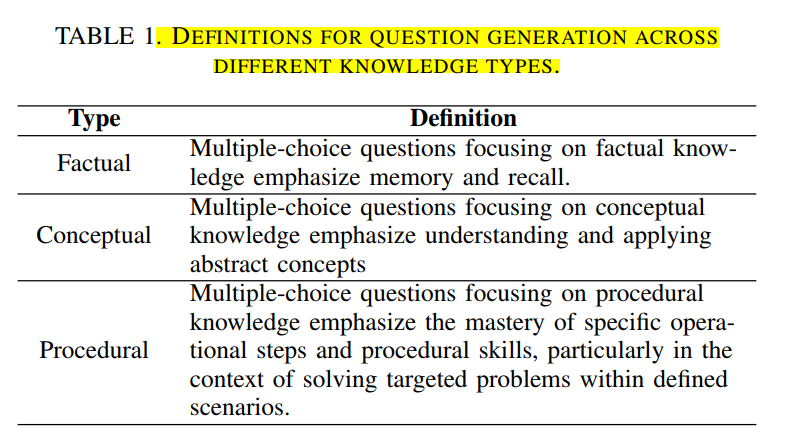 TABLE 1. DEFINITIONS FOR QUESTION GENERATION ACROSS
DIFFERENT KNOWLEDGE TYPES.
Type Definition
Factual
Multiple-choice questions focusing on factual know-
ledge emphasize memory and recall.
Conceptual
Multiple-choice questions focusing on conceptual
knowledge emphasize understanding and applying
abstract concepts
Procedural
Multiple-choice questions focusing on procedural
knowledge emphasize the mastery of specific opera-
tional steps and procedural skills, particularly in the
context of solving targeted problems within defined
scenarios.